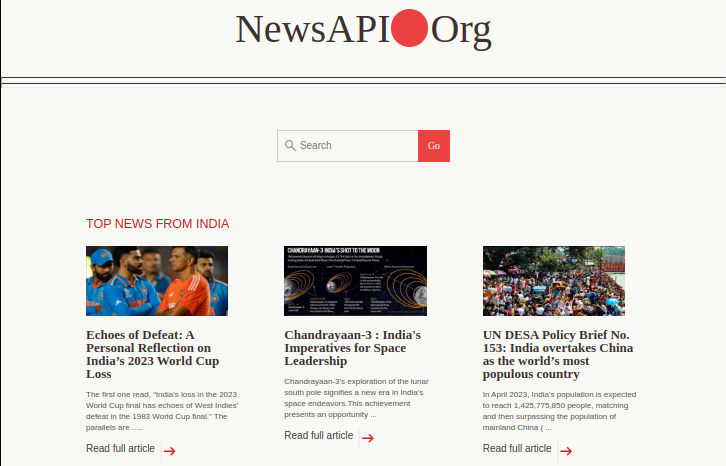 NewsAPI Org
Search
Go
TOP NEWS FROM INDIA
CHANDRAYAAN-3 INDIA'S SHOT TO THE MOON
Echoes of Defeat: A
Personal Reflection on
India’s 2023 World Cup
Loss
The first one read, “India's loss in the 2023
World Cup final has echoes of West Indies'
defeat in the 1983 World Cup final.” The
parallels are .....
Read full article
Chandrayaan-3 : India's
Imperatives for Space
Leadership
Chandrayaan-3's exploration of the lunar
south pole signifies a new era in India's
space endeavors.This achievement
presents an opportunity ...
Read full article
UN DESA Policy Brief No.
153: India overtakes China
as the world’s most
populous country
In April 2023, India's population is expected
to reach 1,425,775,850 people, matching
and then surpassing the population of
mainland China ( ...
Read full article